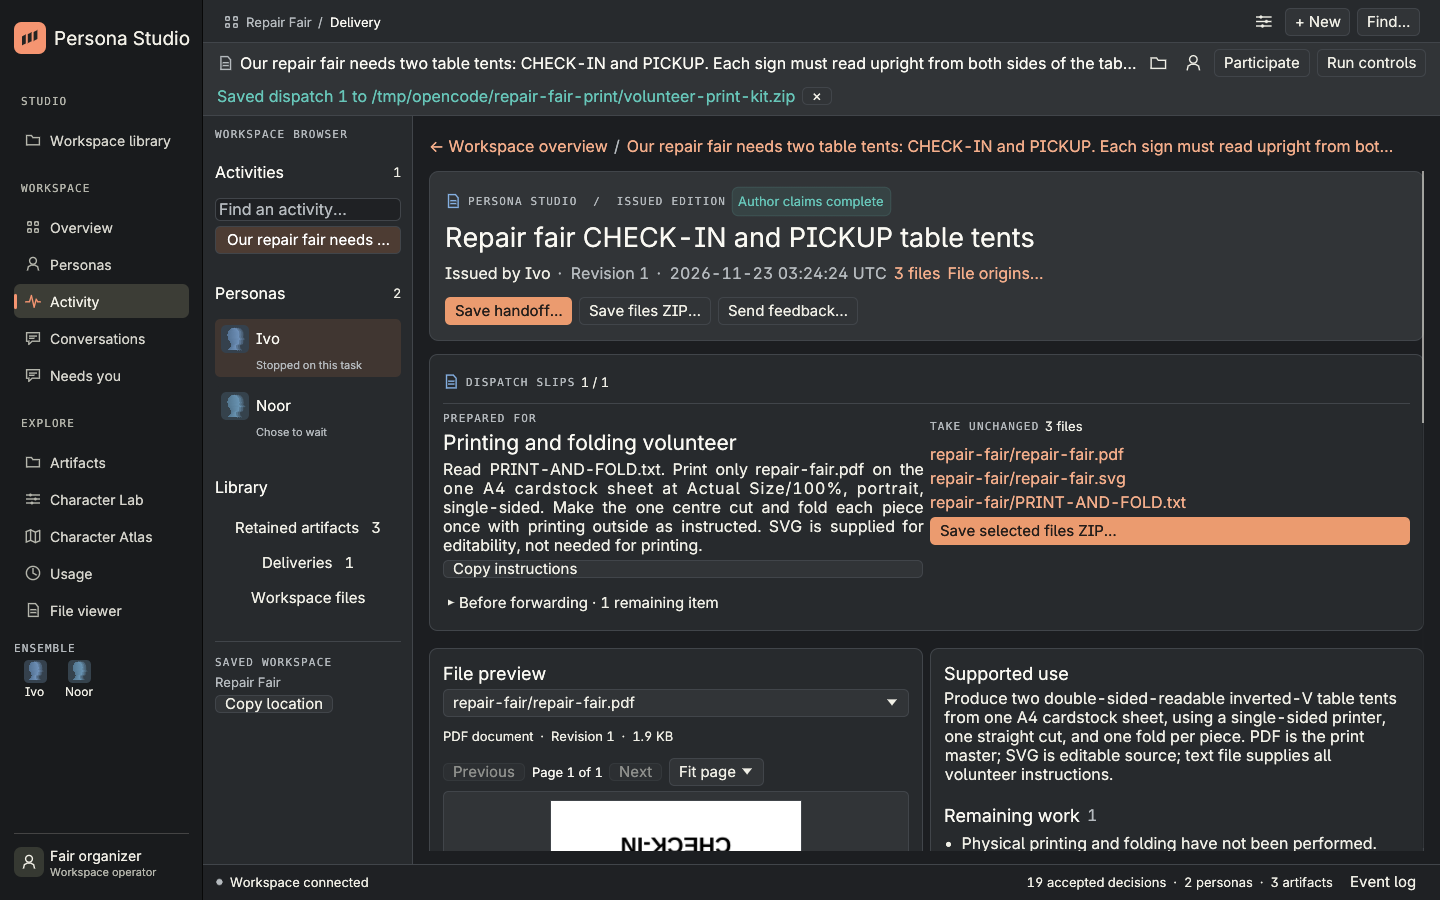 Persona Studio
STUDIO
Workspace library
WORKSPACE
Overview
Personas
Activity
Conversations
Needs you
EXPLORE
Artifacts
Character Lab
Character Atlas
Usage
File viewer
ENSEMBLE
Ivo
Noor
Fair organizer
Workspace operator
Repair Fair / Delivery
+ New
Find...
Our repair fair needs two table tents: CHECK-IN and PICKUP. Each sign must read upright from both sides of the tab...
Participate
Run controls
Saved dispatch 1 to /tmp/opencode/repair-fair-print/volunteer-print-kit.zip
×
WORKSPACE BROWSER
Activities 1
Find an activity...
Our repair fair needs ...
Personas 2
Ivo
Stopped on this task
Noor
Chose to wait
Library
Retained artifacts 3
Deliveries 1
Workspace files
SAVED WORKSPACE
Repair Fair
Copy location
← Workspace overview / Our repair fair needs two table tents: CHECK-IN and PICKUP. Each sign must read upright from bot...
PERSONA STUDIO / ISSUED EDITION Author claims complete
Repair fair CHECK-IN and PICKUP table tents
Issued by Ivo · Revision 1 · 2026-11-23 03:24:24 UTC 3 files File origins...
Save handoff...
Save files ZIP...
Send feedback...
DISPATCH SLIPS 1 / 1
PREPARED FOR
Printing and folding volunteer
Read PRINT-AND-FOLD.txt. Print only repair-fair.pdf on the
one A4 cardstock sheet at Actual Size/100%, portrait,
single-sided. Make the one centre cut and fold each piece
once with printing outside as instructed. SVG is supplied for
editability, not needed for printing.
Copy instructions
▸ Before forwarding · 1 remaining item
TAKE UNCHANGED 3 files
repair-fair/repair-fair.pdf
repair-fair/repair-fair.svg
repair-fair/PRINT-AND-FOLD.txt
Save selected files ZIP...
File preview
repair-fair/repair-fair.pdf
PDF document · Revision 1 · 1.9 KB
Previous
Page 1 of 1
Next
Fit page
CHECK-IN
Supported use
Produce two double-sided-readable inverted-V table tents
from one A4 cardstock sheet, using a single-sided printer,
one straight cut, and one fold per piece. PDF is the print
master; SVG is editable source; text file supplies all
volunteer instructions.
Remaining work 1
• Physical printing and folding have not been performed.
Workspace connected
19 accepted decisions · 2 personas · 3 artifacts
Event log